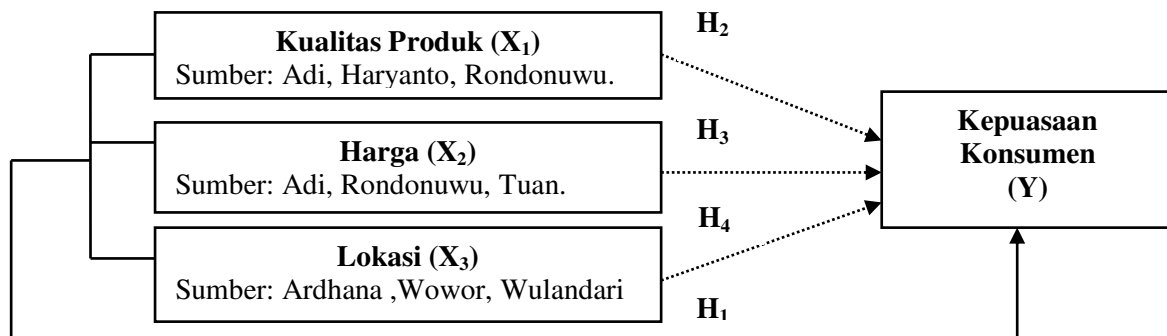 Kualitas Produk (X₁)
Sumber: Adi, Haryanto, Rondonuwu.
H₂
Harga (X₂)
Sumber: Adi, Rondonuwu, Tuan.
H₃
Lokasi (X₃)
Sumber: Ardhana ,Wowor, Wulandari
H₄
H₁
Kepuasaan
Konsumen
(Y)